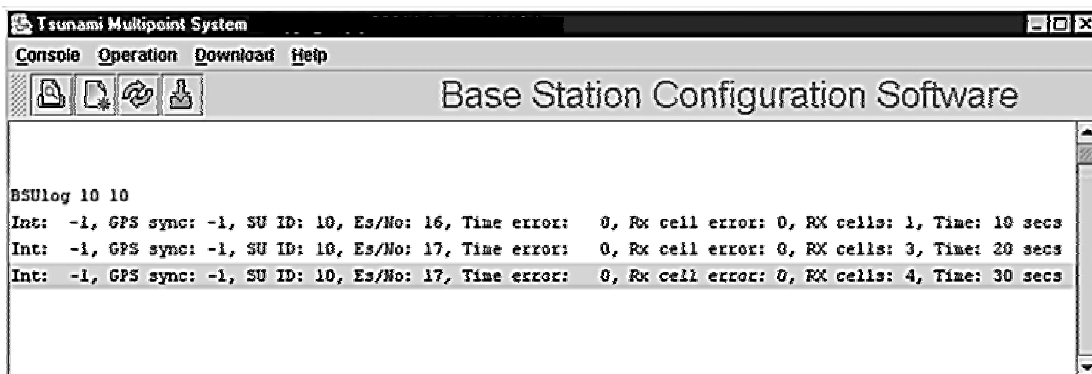 Tsunami Multipoint System
Console Operation Download Help
Base Station Configuration Software
BSUlog 10 10
Int: -1, GPS sync: -1, SU ID: 10, Es/No: 16, Time error: 0, Rx cell error: 0, RX cells: 1, Time: 10 secs
Int: -1, GPS sync: -1, SU ID: 10, Es/No: 17, Time error: 0, Rx cell error: 0, RX cells: 3, Time: 20 secs
Int: -1, GPS sync: -1, SU ID: 10, Es/No: 17, Time error: 0, Rx cell error: 0, RX cells: 4, Time: 30 secs